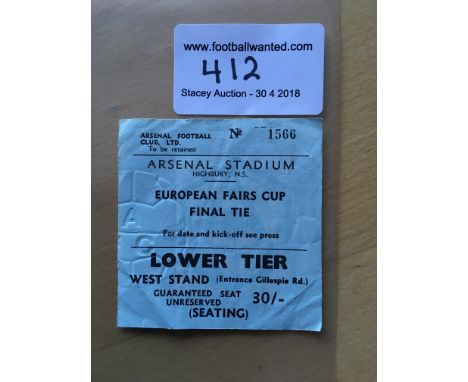 www.footballwanted.com
412
Stacey Auction - 30 4 2018
ARSENAL FOOTBALL
CLUB, LTD.
To be retained
№ 1566
ARSENAL STADIUM
HIGHBURY, N.5.
EUROPEAN FAIRS CUP
FINAL TIE
For date and kick-off see press
LOWER TIER
WEST STAND (Entrance Gillespie Rd.)
GUARANTEED SEAT
UNRESERVED
30/-
(SEATING)